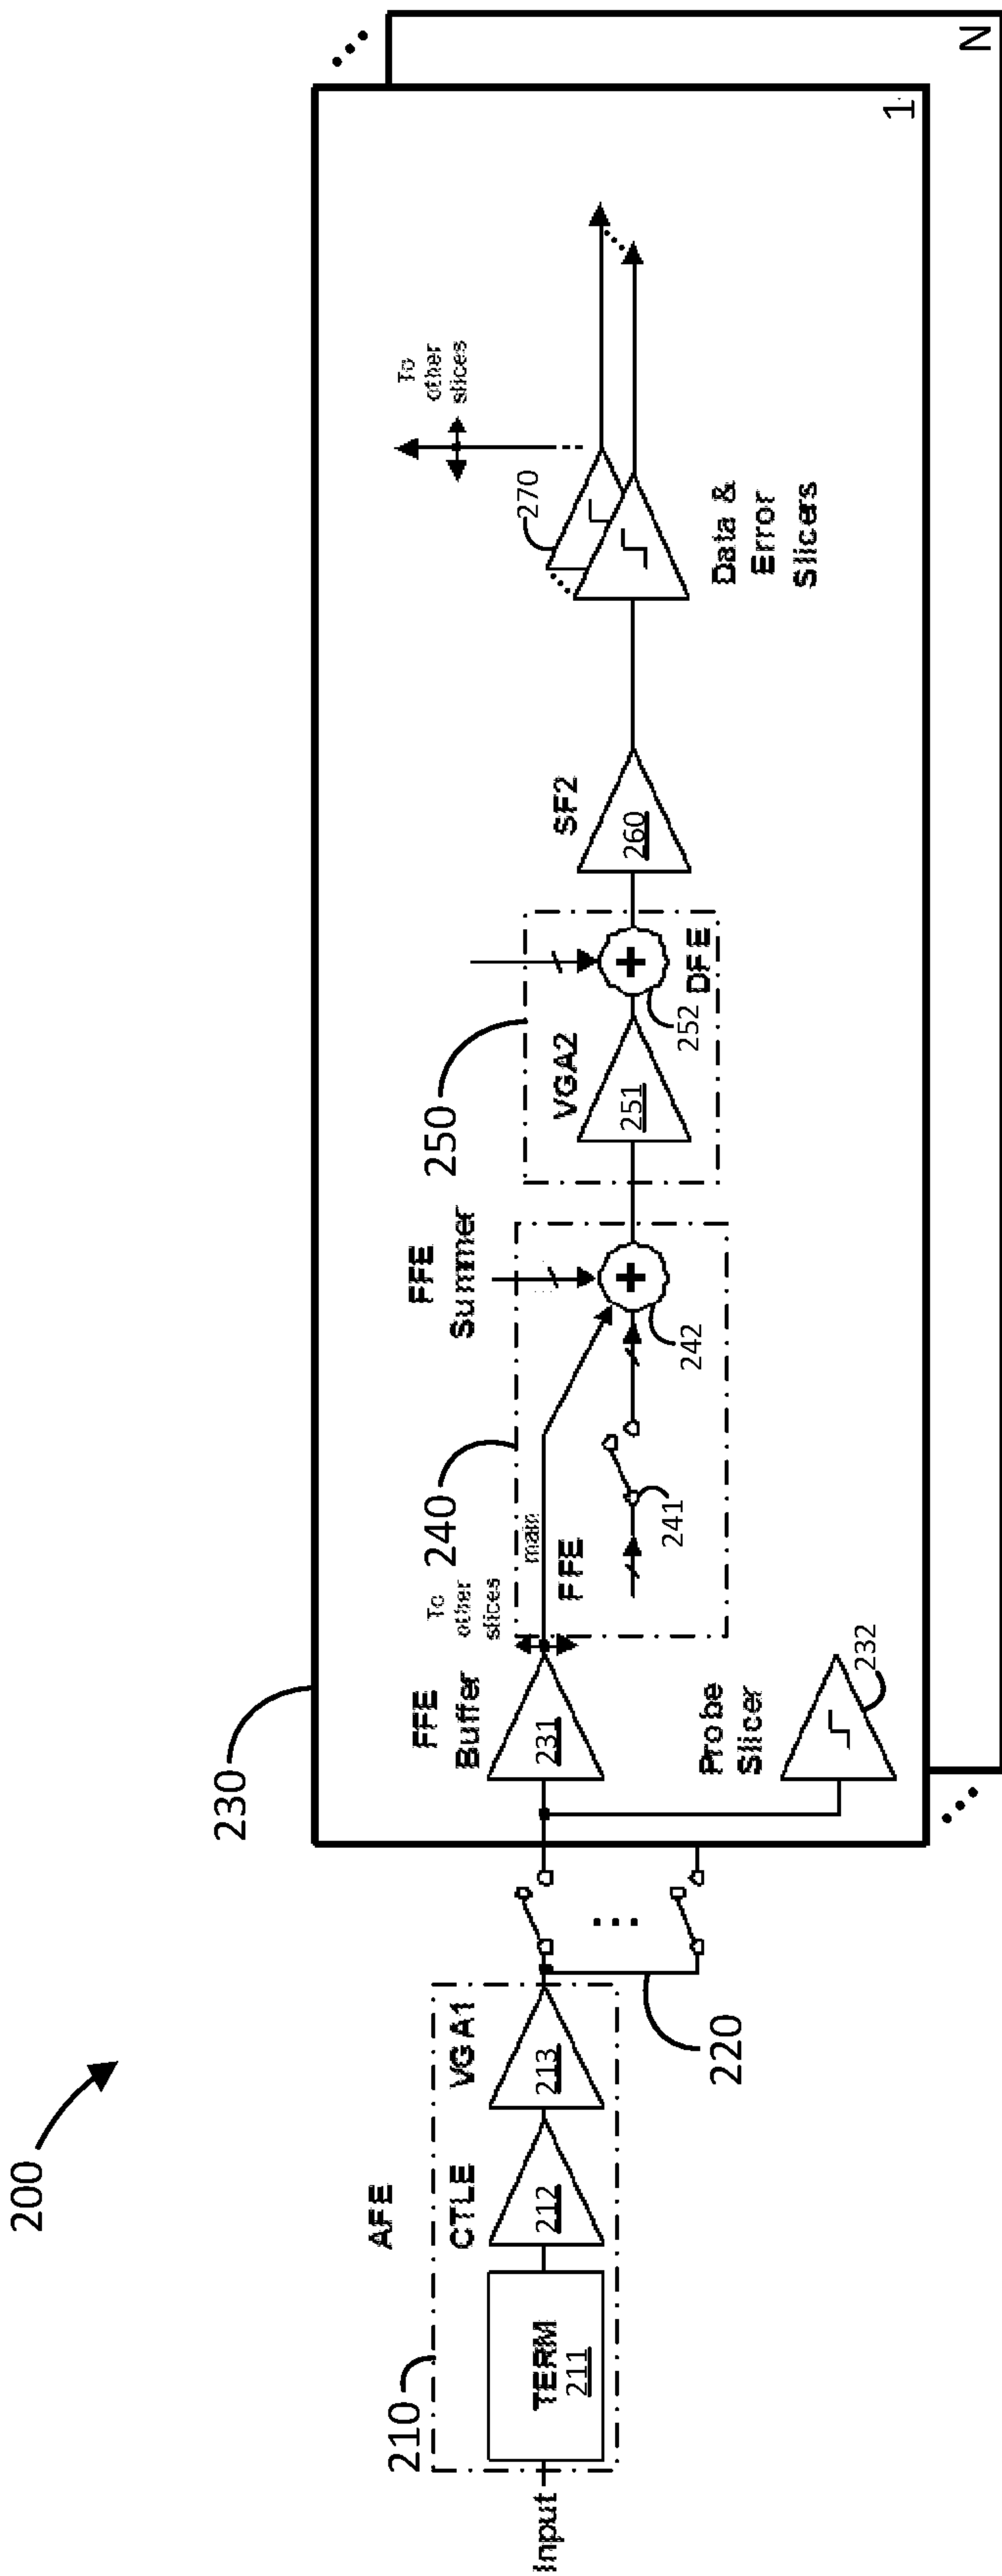 200
210
AFE
Input
TERM
211
CTLE
212
VGA1
213
220
230
FFE
Buffer
231
Probe
Slicer
232
To
other
slices
240
main
FFE
241
FFE
Summer
242
250
VGA2
251
252
DFE
SF2
260
270
Data &
Error
Slicers
To
other
slices
1
N